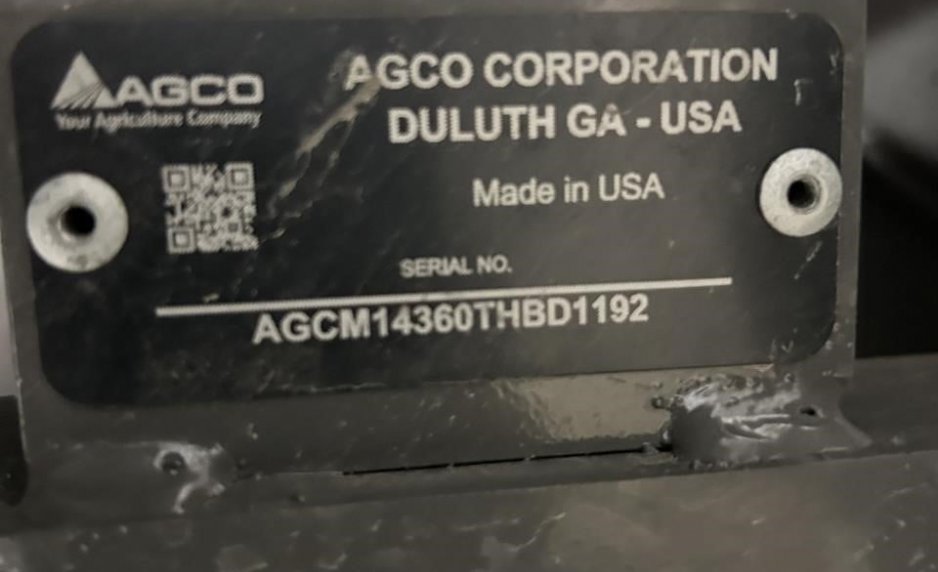 AGCO
Your Agriculture Company
AGCO CORPORATION
DULUTH GA - USA
Made in USA
SERIAL NO.
AGCM14360THBD1192